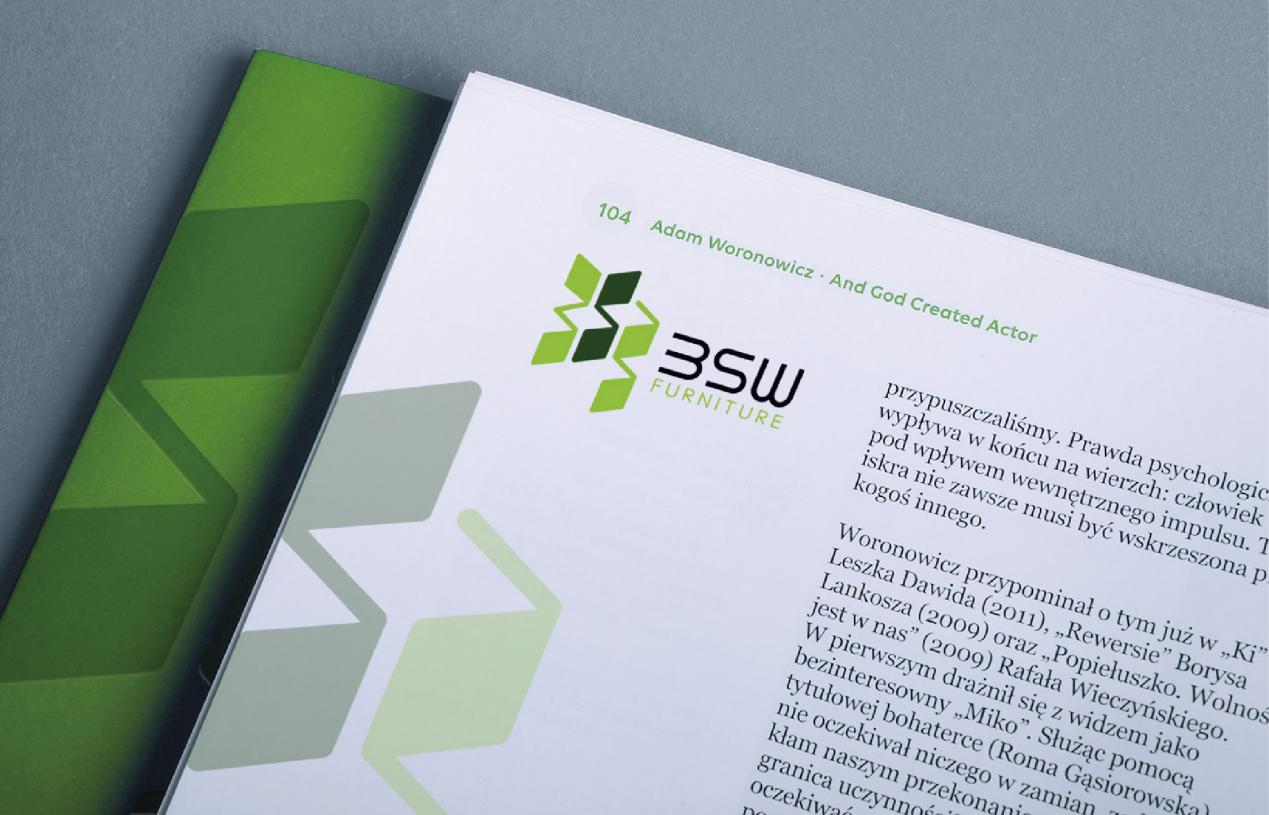 104 Adam Woronowicz · And God Created Actor
BSW
FURNITURE
przypuszczaliśmy. Prawda psychologic
wypływa w końcu na wierzch: człowiek
pod wpływem wewnętrznego impulsu. T
iskra nie zawsze musi być wskrzeszona p
kogoś innego.
Woronowicz przypominał o tym już w „Ki”
Leszka Dawida (2011), „Rewersie” Borysa
Lankosza (2009) oraz „Popiełuszko. Wolnoś
jest w nas” (2009) Rafała Wieczyńskiego.
W pierwszym drażnił się z widzem jako
bezinteresowny „Miko”. Służąc pomocą
tytułowej bohaterce (Roma Gąsiorowska)
nie oczekiwał niczego w zamian,
kłam naszym przekonanio
granica uczynnośc
oczekiwać